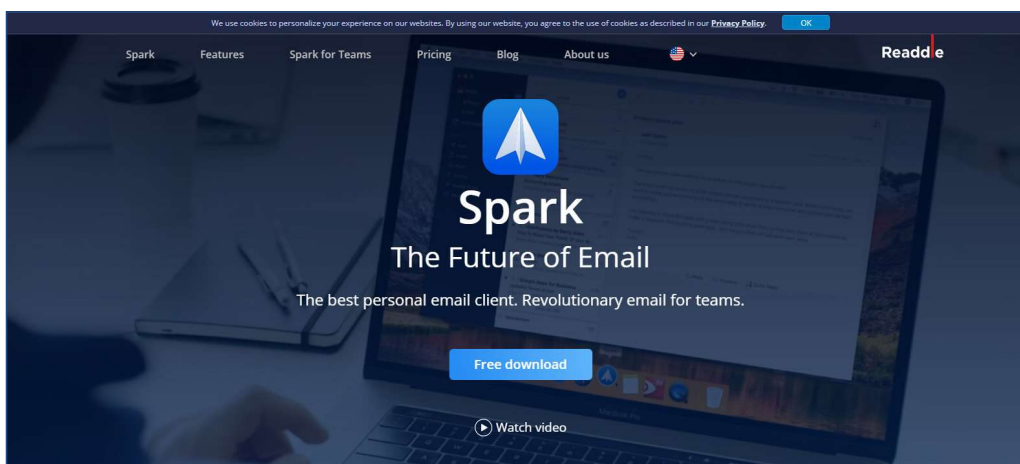 We use cookies to personalize your experience on our websites. By using our website, you agree to the use of cookies as described in our Privacy Policy. OK
Spark Features Spark for Teams Pricing Blog About us Readdle
Spark
The Future of Email
The best personal email client. Revolutionary email for teams.
Free download
Watch video